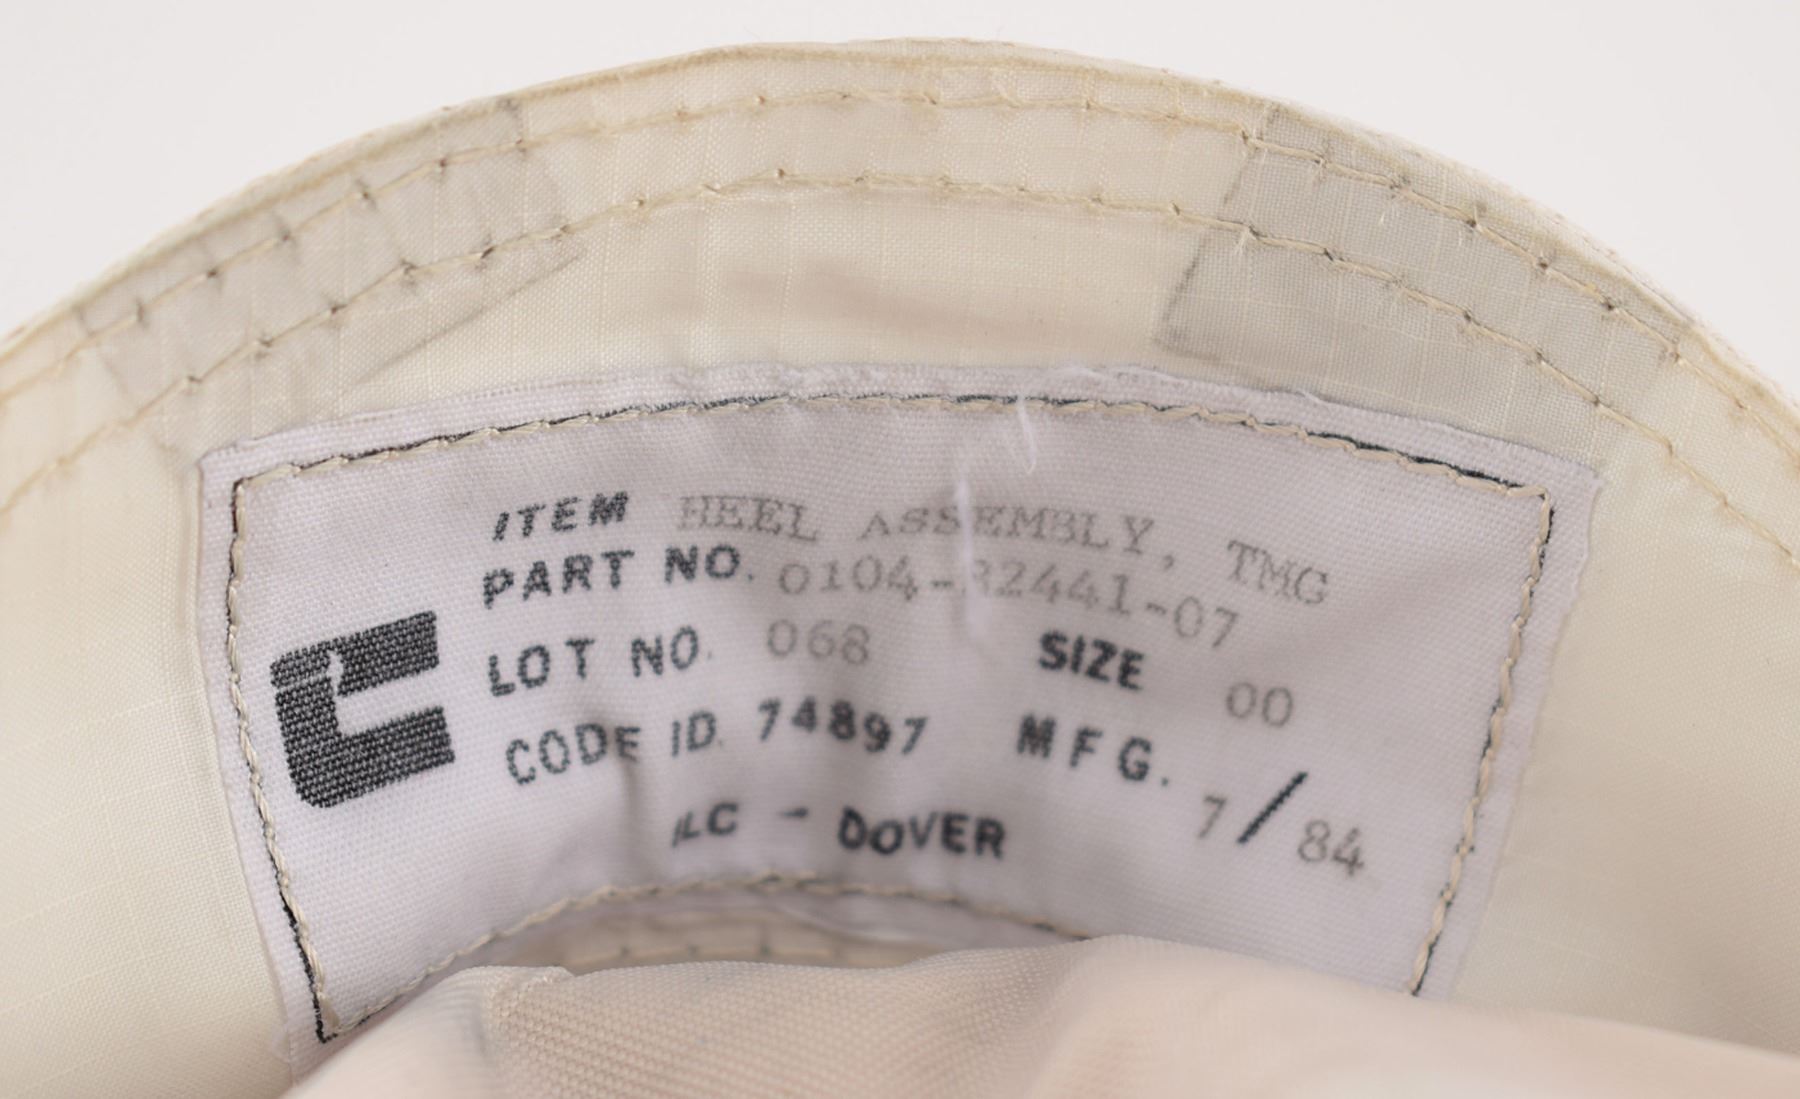 ITEM HEEL ASSEMBLY, TMG
PART NO. 0104-82441-07
LOT NO. 068 SIZE 00
CODE ID. 74897 MFG. 7/84
ILC - DOVER